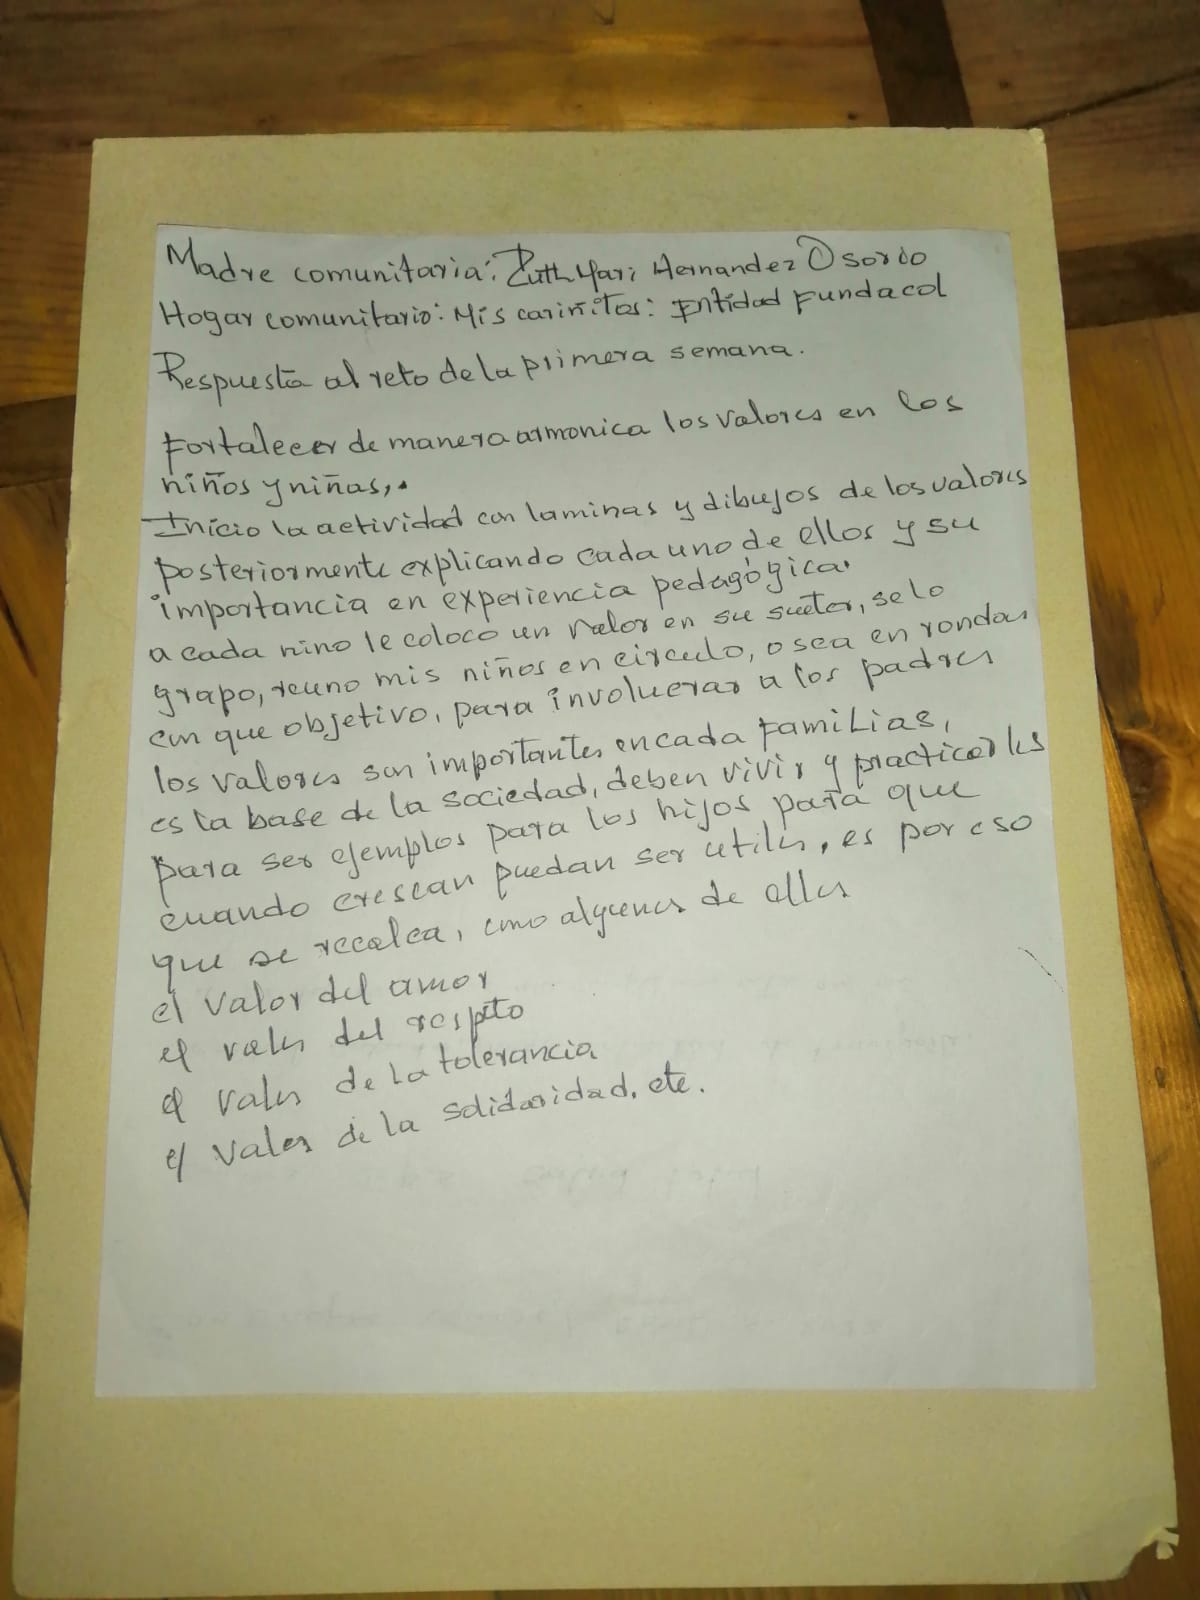 Madre comunitaria: Ruth Mari Hernandez Osorio
Hogar comunitario: Mis cariñitos: Entidad Fundacol
Respuesta al reto de la primera semana.
Fortalecer de manera armonica los valores en los
niños y niñas,.
Inicio la actividad con laminas y dibujos de los valores
posteriormente explicando cada uno de ellos y su
importancia en experiencia pedagógica.
a cada nino le coloco un valor en su sueter, se lo
grapo, reuno mis niños en circulo, o sea en rondas
con que objetivo, para involucrar a los padres
los valores son importantes en cada familias,
es la base de la sociedad, deben vivir y practicarles
para ser ejemplos para los hijos para que
cuando crescan puedan ser utiles, es por eso
que se recalca, como algunos de ellos
el valor del amor
el valor del respeto
el valor de la tolerancia
el valor de la solidaridad, etc.